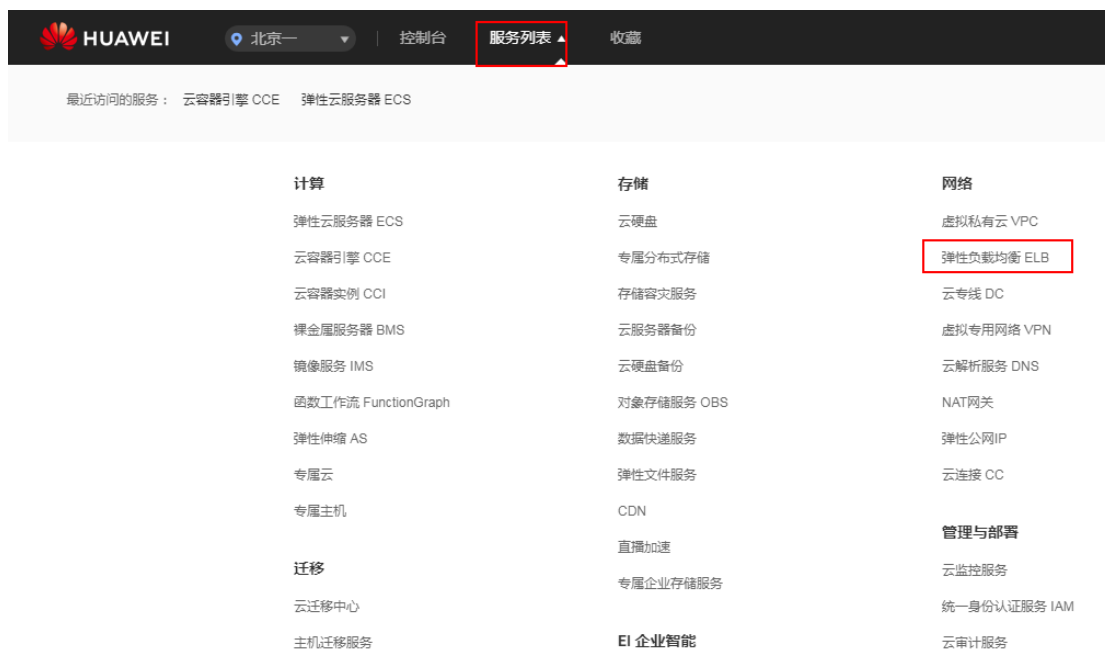 HUAWEI 北京一 控制台 服务列表 收藏
最近访问的服务： 云容器引擎 CCE 弹性云服务器 ECS
计算
弹性云服务器 ECS
云容器引擎 CCE
云容器实例 CCI
裸金属服务器 BMS
镜像服务 IMS
函数工作流 FunctionGraph
弹性伸缩 AS
专属云
专属主机
迁移
云迁移中心
主机迁移服务
存储
云硬盘
专属分布式存储
存储容灾服务
云服务器备份
云硬盘备份
对象存储服务 OBS
数据快递服务
弹性文件服务
CDN
直播加速
专属企业存储服务
EI 企业智能
网络
虚拟私有云 VPC
弹性负载均衡 ELB
云专线 DC
虚拟专用网络 VPN
云解析服务 DNS
NAT网关
弹性公网IP
云连接 CC
管理与部署
云监控服务
统一身份认证服务 IAM
云审计服务